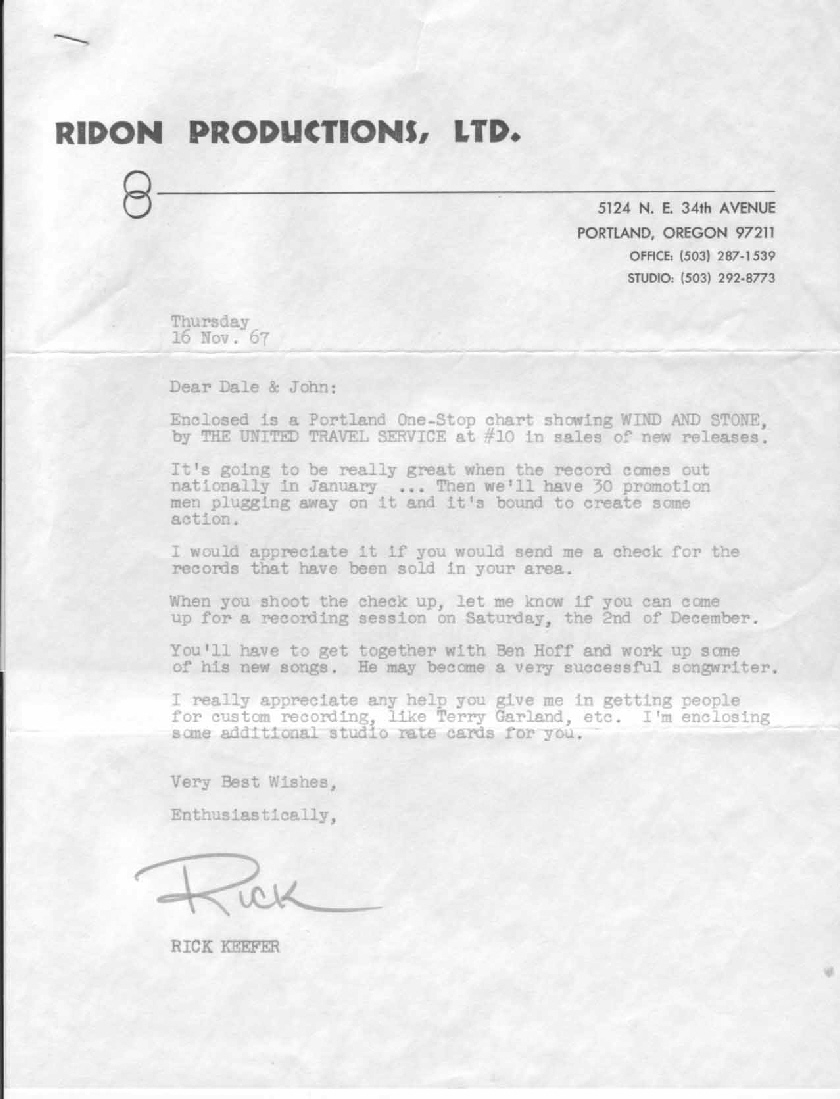 RIDON PRODUCTIONS, LTD.
5124 N. E. 34th AVENUE
PORTLAND, OREGON 97211
OFFICE: (503) 287-1539
STUDIO: (503) 292-8773
Thursday
16 Nov. 67
Dear Dale & John:
Enclosed is a Portland One-Stop chart showing WIND AND STONE,
by THE UNITED TRAVEL SERVICE at #10 in sales of new releases.
It's going to be really great when the record comes out
nationally in January ... Then we'll have 30 promotion
men plugging away on it and it's bound to create some
action.
I would appreciate it if you would send me a check for the
records that have been sold in your area.
When you shoot the check up, let me know if you can come
up for a recording session on Saturday, the 2nd of December.
You'll have to get together with Ben Hoff and work up some
of his new songs. He may become a very successful songwriter.
I really appreciate any help you give me in getting people
for custom recording, like Terry Garland, etc. I'm enclosing
some additional studio rate cards for you.
Very Best Wishes,
Enthusiastically,
Rick
RICK KEEFER